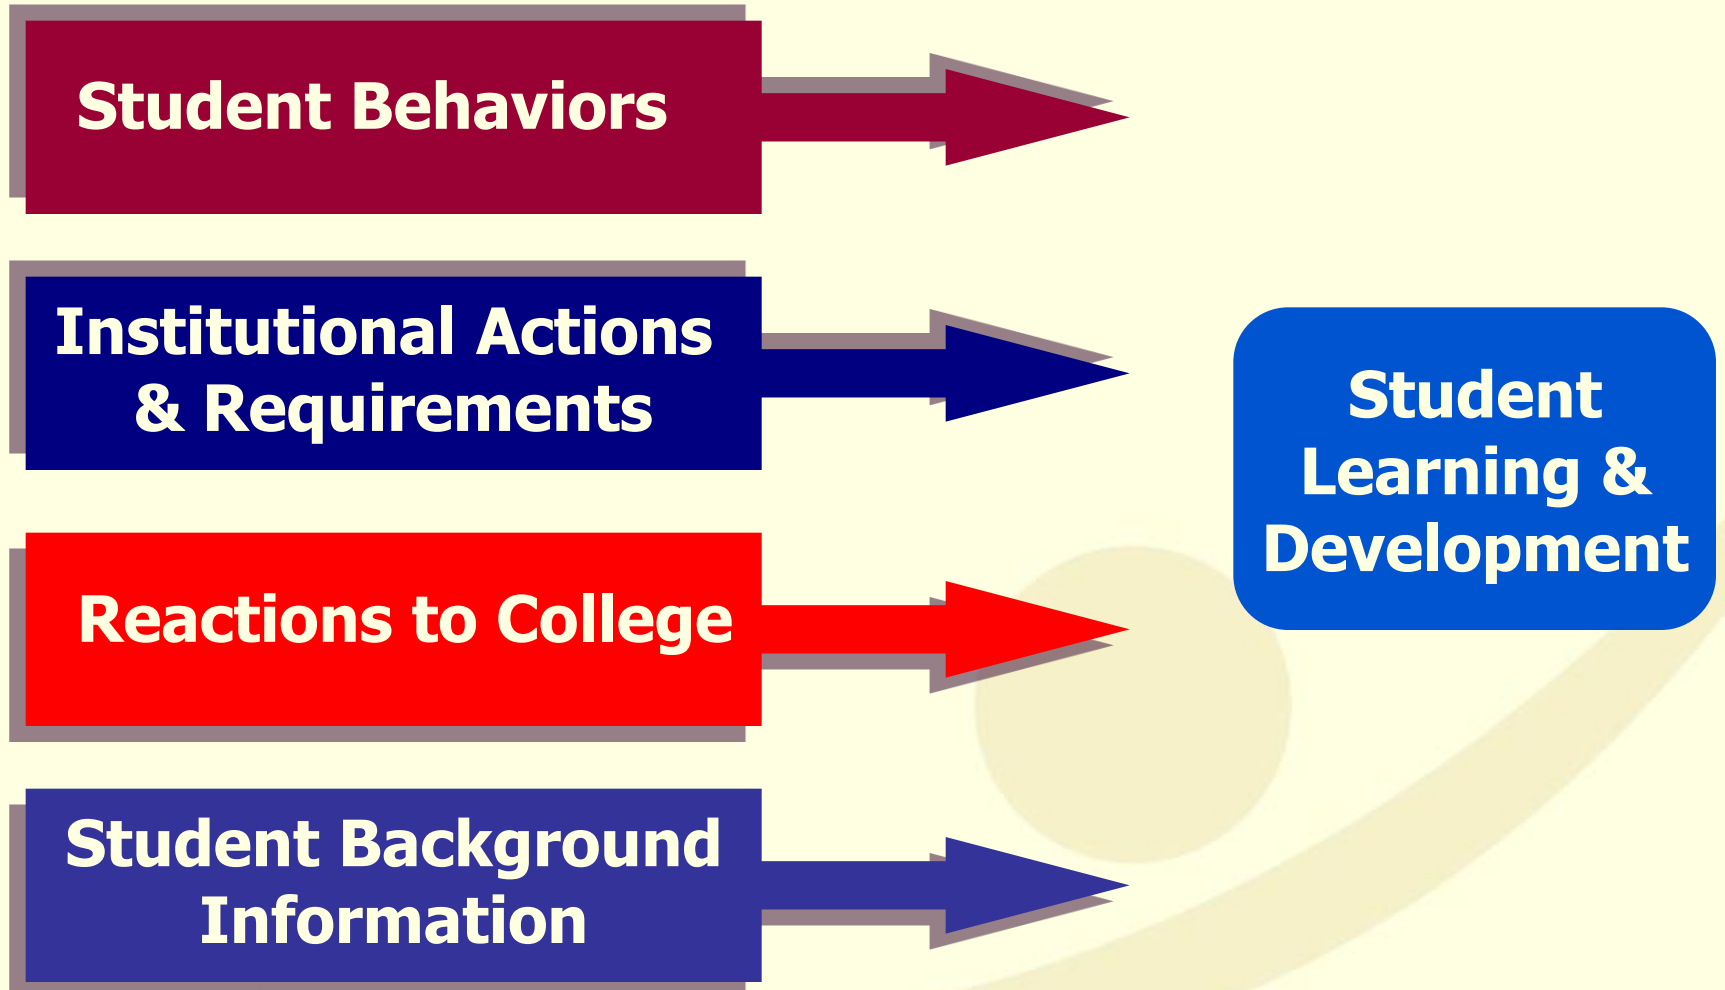 Student Behaviors
Institutional Actions
& Requirements
Student
Learning &
Development
Reactions to College
Student Background
Information